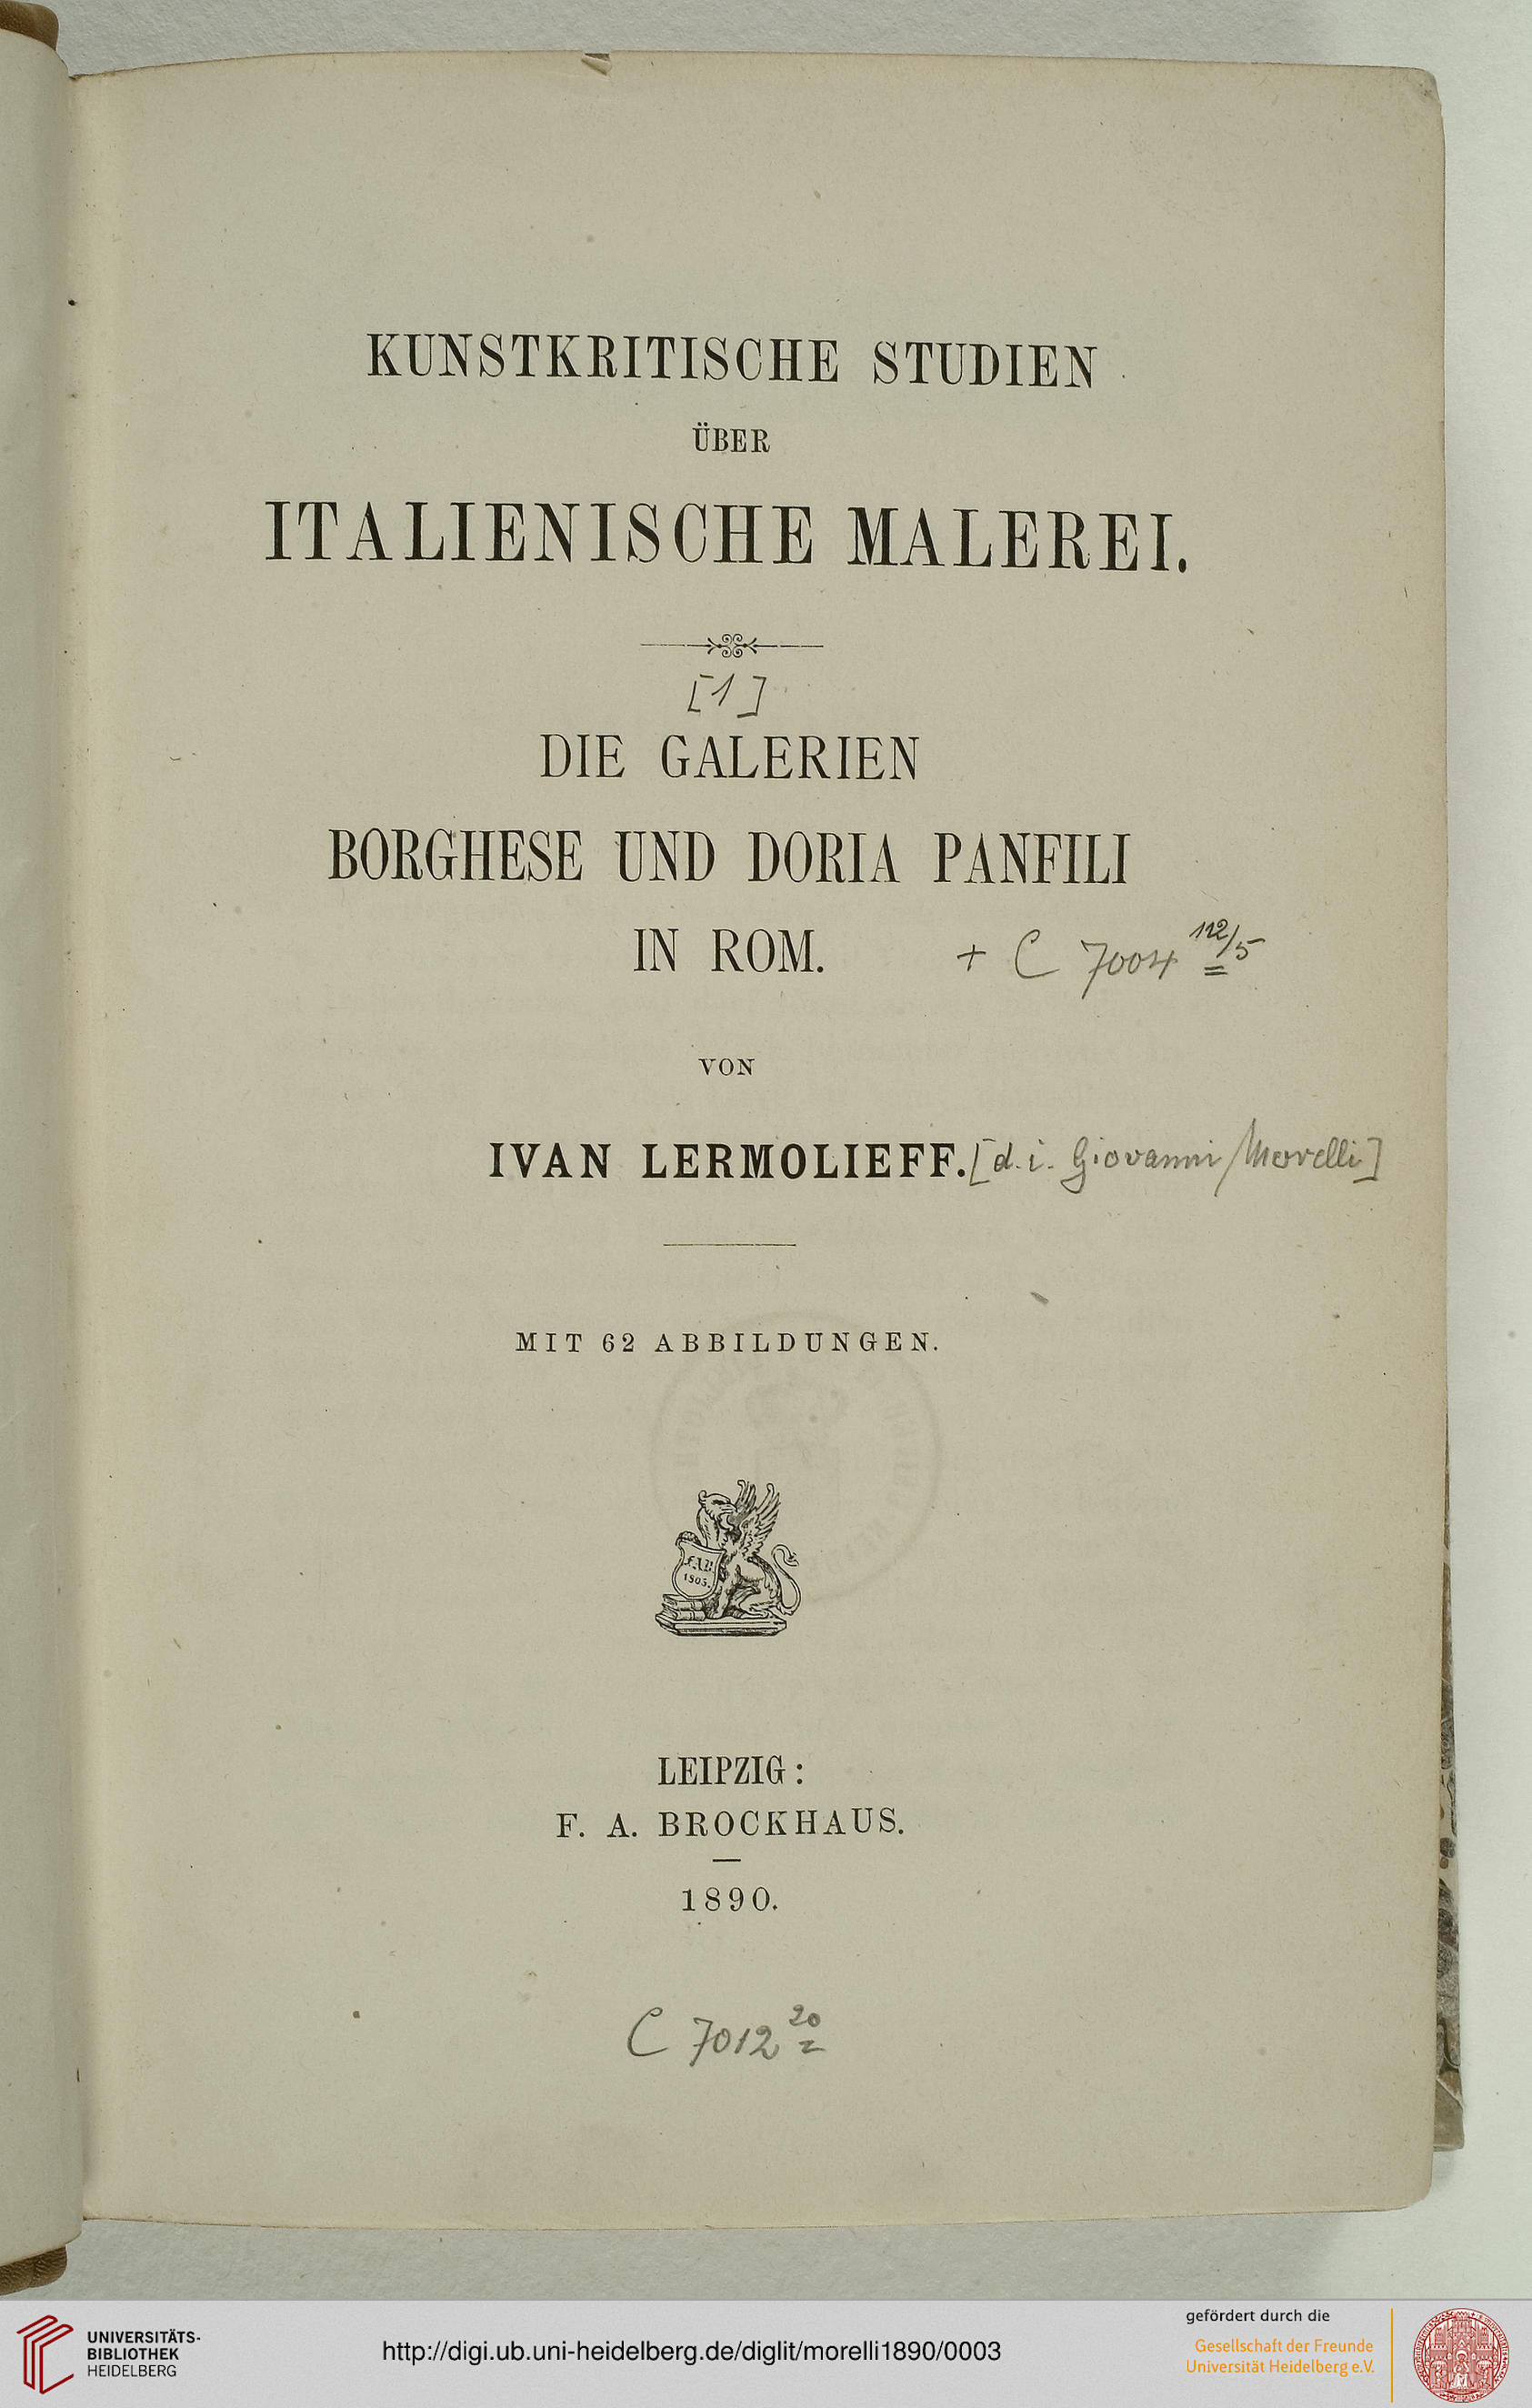 KUNSTKRITISCHE STUDIEN
ÜBER
ITALIENISCHE MALEREI.
[1]
DIE GALERIEN
BORGHESE UND DORIA PANFILI
IN ROM.
+ C 7004 112/5
VON
IVAN LERMOLIEFF. [d. i. Giovanni Morelli]
MIT 62 ABBILDUNGEN.
F.A.B.
1805.
LEIPZIG:
F. A. BROCKHAUS.
1890.
C 7012 20
UNIVERSITÄTS-
BIBLIOTHEK
HEIDELBERG
http://digi.ub.uni-heidelberg.de/diglit/morelli1890/0003
gefördert durch die
Gesellschaft der Freunde
Universität Heidelberg e.V.